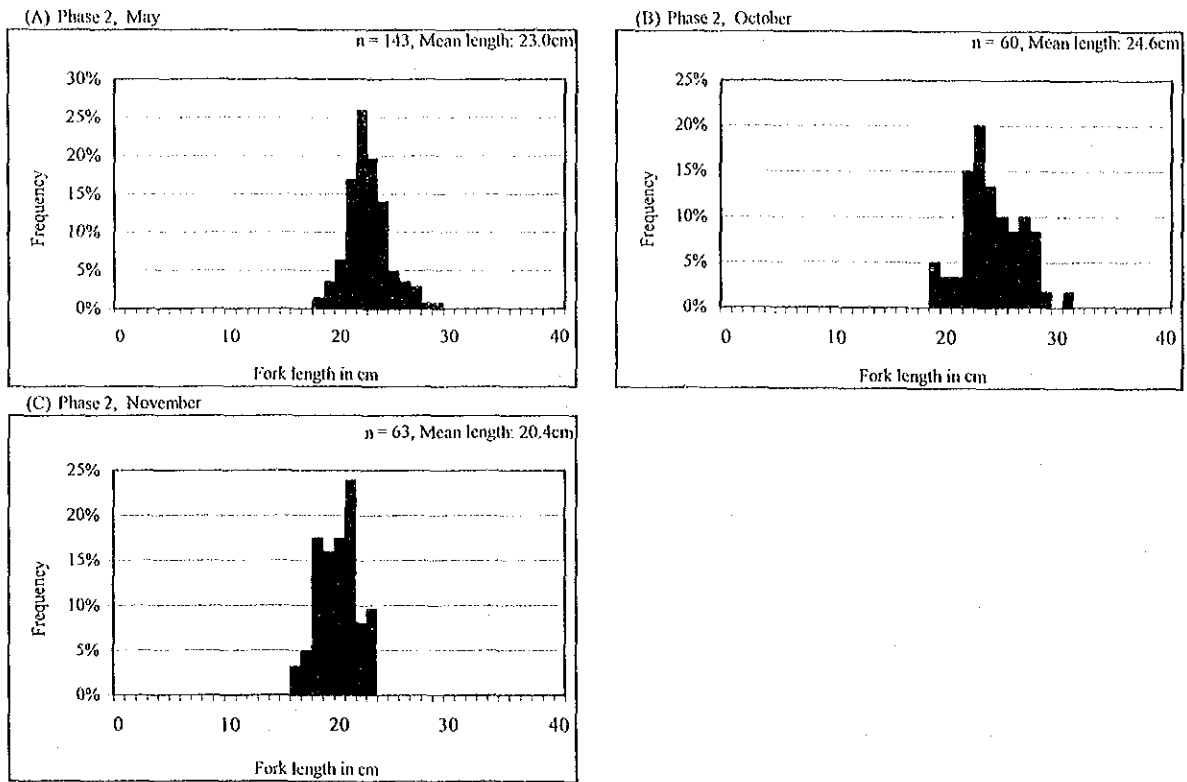 (A) Phase 2, May
n = 143, Mean length: 23.0cm
30%
25%
20%
15%
10%
5%
0%
Frequency
0 10 20 30 40
Fork length in cm
(B) Phase 2, October
n = 60, Mean length: 24.6cm
25%
20%
15%
10%
5%
0%
Frequency
0 10 20 30 40
Fork length in cm
(C) Phase 2, November
n = 63, Mean length: 20.4cm
25%
20%
15%
10%
5%
0%
Frequency
0 10 20 30 40
Fork length in cm